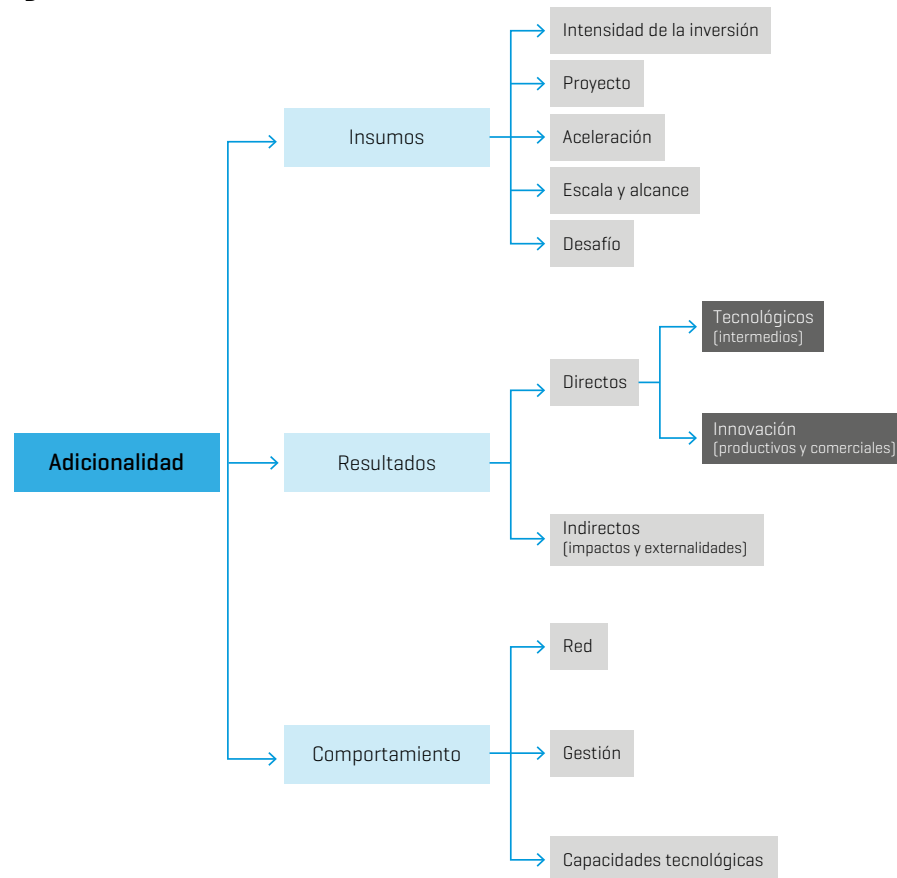 Adicionalidad
Insumos
Intensidad de la inversión
Proyecto
Aceleración
Escala y alcance
Desafío
Resultados
Directos
Tecnológicos
(intermedios)
Innovación
(productivos y comerciales)
Indirectos
(impactos y externalidades)
Comportamiento
Red
Gestión
Capacidades tecnológicas